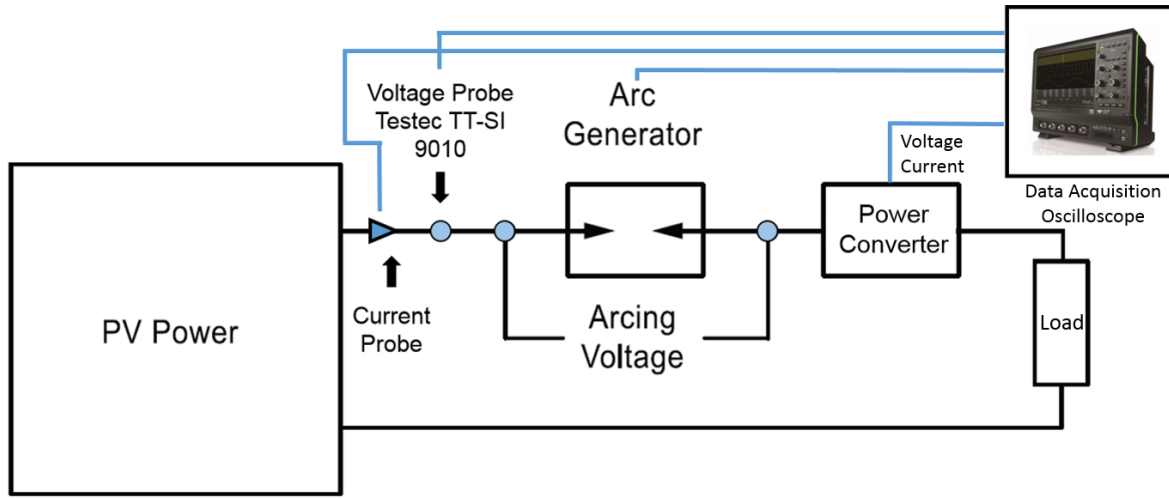 Voltage Probe
Testec TT-SI
9010
Arc
Generator
Voltage
Current
Data Acquisition
Oscilloscope
PV Power
Current
Probe
Arcing
Voltage
Power
Converter
Load